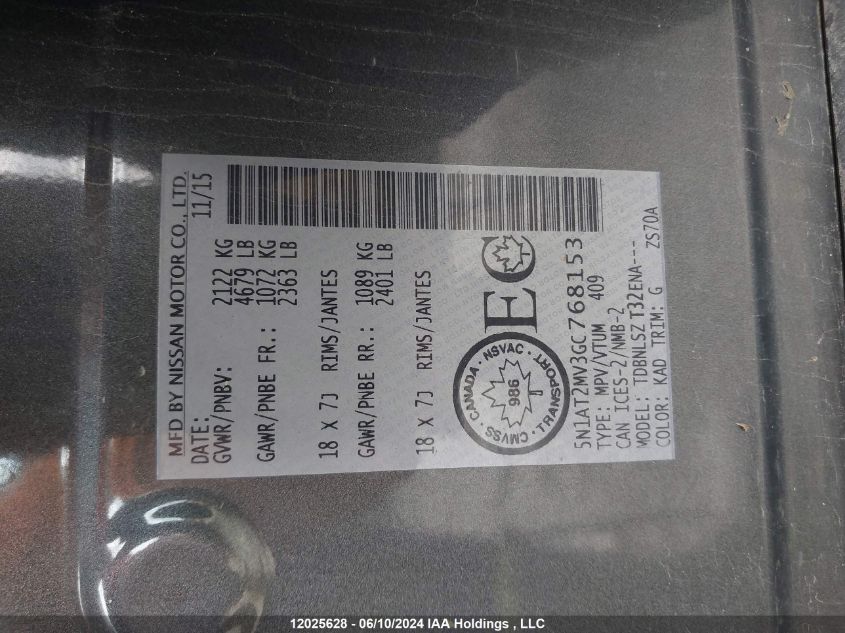 MFD BY NISSAN MOTOR CO., LTD.
DATE: 11/15
GVWR/PNBV: 2122 KG
4679 LB
GAWR/PNBE FR.: 1072 KG
2363 LB
18 X 7J RIMS/JANTES
GAWR/PNBE RR.: 1089 KG
2401 LB
18 X 7J RIMS/JANTES
CANADA · NSVAC · TRANSPORT · CMVSS ·
986
EC
5N1AT2MV3GC768153
TYPE: MPV/VTUM 409
CAN ICES-2/NMB-2
MODEL: TDBNLSZ T32ENA---
COLOR: KAD TRIM: G ZS70A
12025628 - 06/10/2024 IAA Holdings , LLC